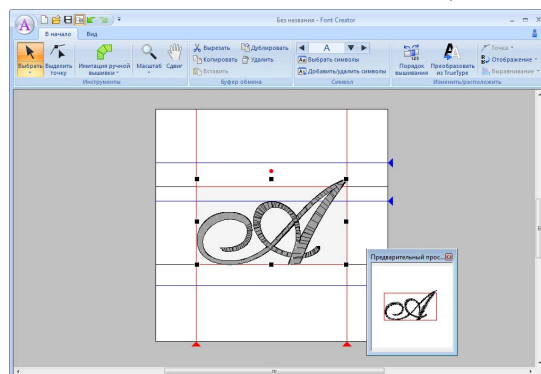 Без названия - Font Creator
В начало Вид
Выбрать
Выделить точку
Имитация ручной вышивки
Масштаб
Сдвиг
Инструменты
Вырезать
Копировать
Вставить
Дублировать
Удалить
Буфер обмена
A
Выбрать символы
Добавить/удалить символы
Символ
Порядок вышивания
Преобразовать из TrueType
Точка
Отображение
Выравнивание
Изменить/расположить
A
Предварительный прос...
A